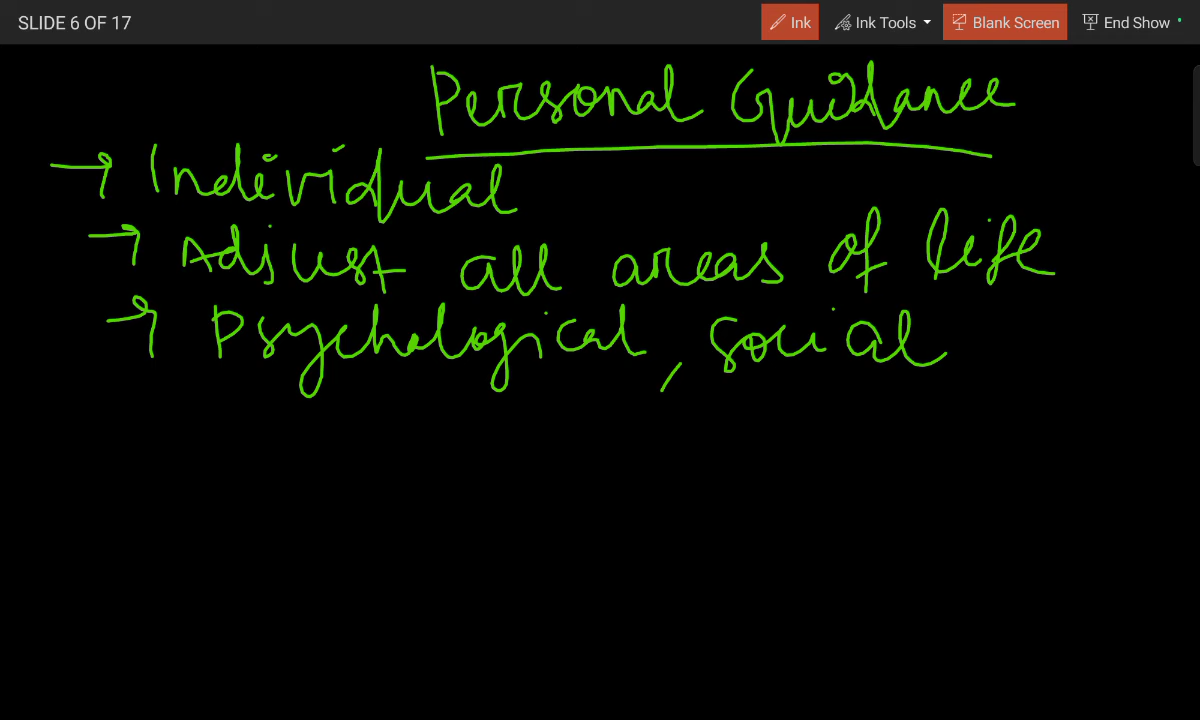 SLIDE 6 OF 17 Ink Ink Tools Blank Screen End Show
Personal Guidance
→ Individual
→ Adjust all areas of life
→ Psychological, social